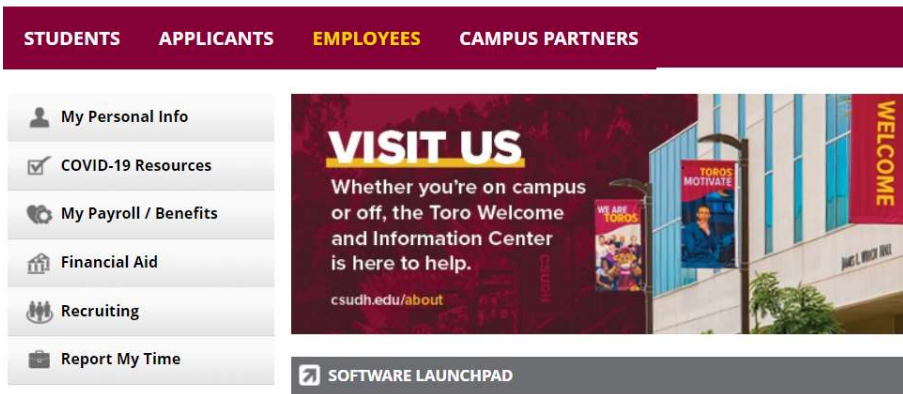 STUDENTS APPLICANTS EMPLOYEES CAMPUS PARTNERS
My Personal Info
COVID-19 Resources
My Payroll / Benefits
Financial Aid
Recruiting
Report My Time
VISIT US
Whether you're on campus
or off, the Toro Welcome
and Information Center
is here to help.
csudh.edu/about
WE ARE
TOROS
CSUDH
TOROS
MOTIVATE
WELCOME
HALL
SOFTWARE LAUNCHPAD